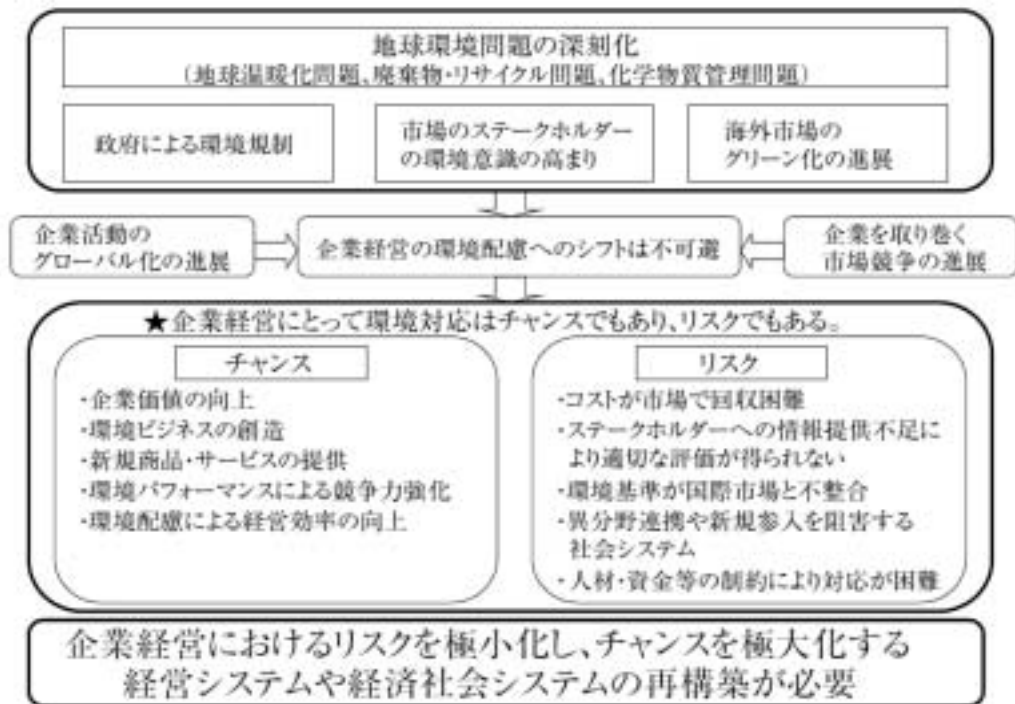 地球環境問題の深刻化
(地球温暖化問題、廃棄物・リサイクル問題、化学物質管理問題)
政府による環境規制
市場のステークホルダー
の環境意識の高まり
海外市場の
グリーン化の進展
企業活動の
グローバル化の進展
企業経営の環境配慮へのシフトは不可避
企業を取り巻く
市場競争の進展
★企業経営にとって環境対応はチャンスでもあり、リスクでもある。
チャンス
・企業価値の向上
・環境ビジネスの創造
・新規商品・サービスの提供
・環境パフォーマンスによる競争力強化
・環境配慮による経営効率の向上
リスク
・コストが市場で回収困難
・ステークホルダーへの情報提供不足に
より適切な評価が得られない
・環境基準が国際市場と不整合
・異分野連携や新規参入を阻害する
社会システム
・人材・資金等の制約により対応が困難
企業経営におけるリスクを極小化し、チャンスを極大化する
経営システムや経済社会システムの再構築が必要